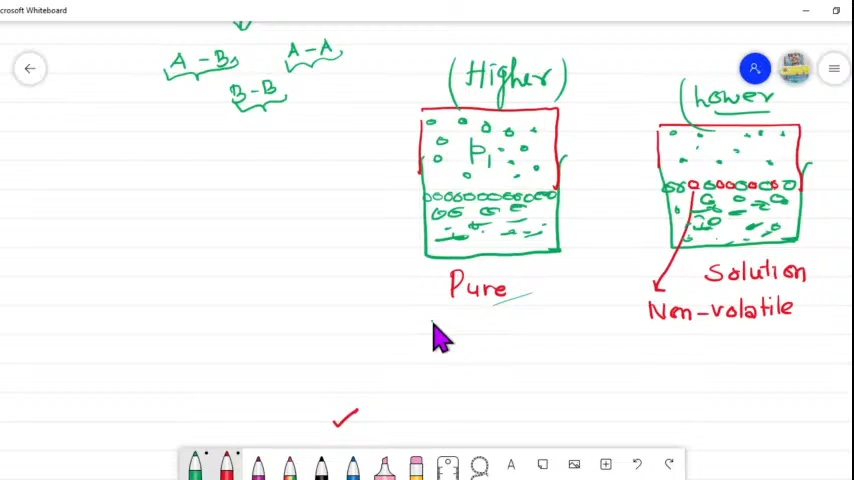 crosoft Whiteboard
A-B
A-A
B-B
(Higher)
P1
Pure
(Lower
Solution
Non-volatile
A